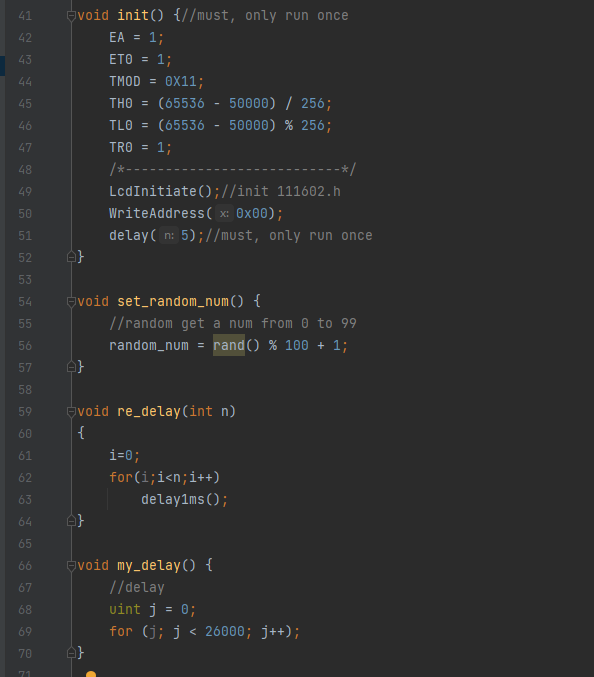 41 void init() {//must, only run once
42     EA = 1;
43     ET0 = 1;
44     TMOD = 0X11;
45     TH0 = (65536 - 50000) / 256;
46     TL0 = (65536 - 50000) % 256;
47     TR0 = 1;
48     /*---------------------------*/
49     LcdInitiate();//init 111602.h
50     WriteAddress( x: 0x00);
51     delay( n: 5);//must, only run once
52 }
53
54 void set_random_num() {
55     //random get a num from 0 to 99
56     random_num = rand() % 100 + 1;
57 }
58
59 void re_delay(int n)
60 {
61     i=0;
62     for(i;i<n;i++)
63         delay1ms();
64 }
65
66 void my_delay() {
67     //delay
68     uint j = 0;
69     for (j; j < 26000; j++);
70 }
71